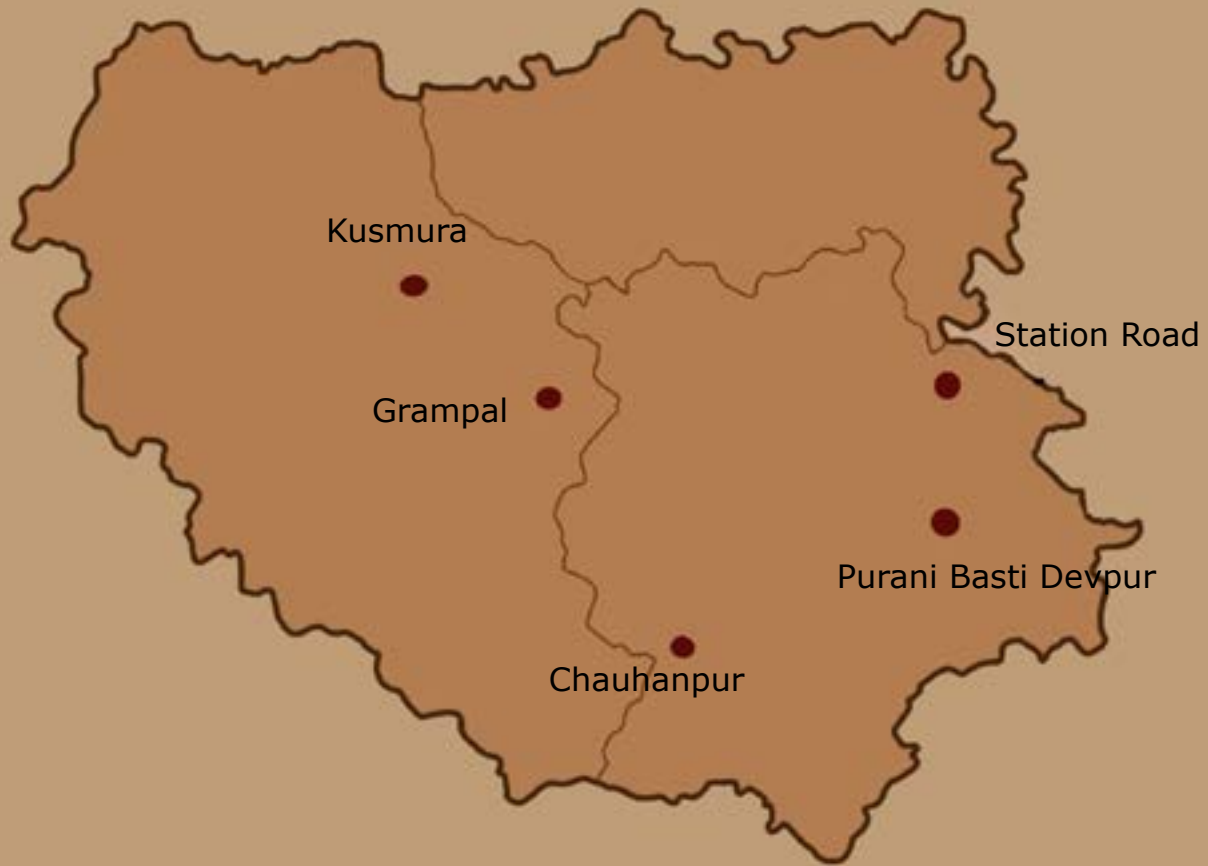 Kusmura
Station Road
Grampal
Purani Basti Devpur
Chauhanpur